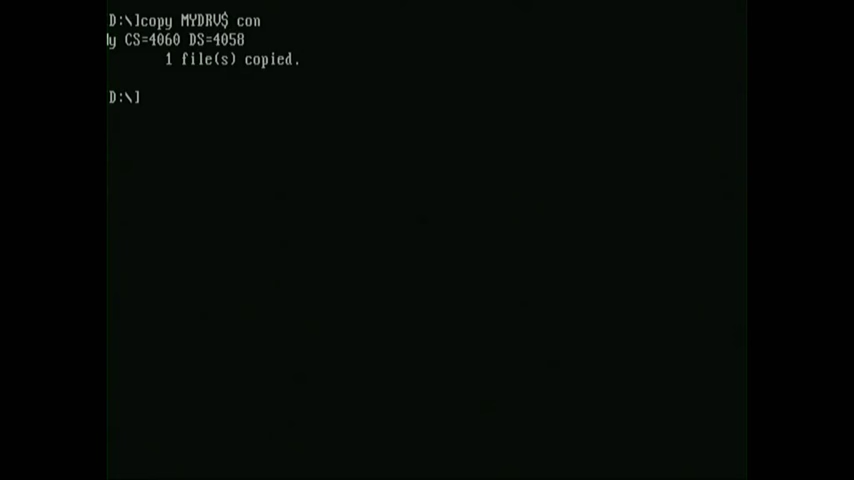 D:\]copy MYDRV$ con
y CS=4060 DS=4058
1 file(s) copied.
D:\]